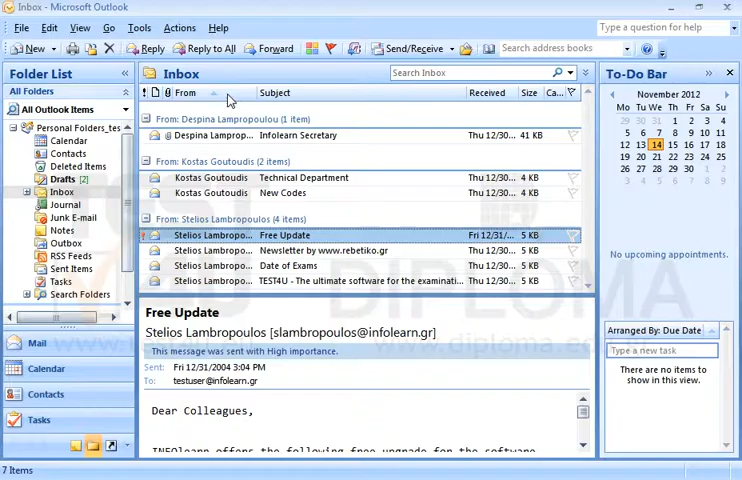 Inbox - Microsoft Outlook
File Edit View Go Tools Actions Help
Type a question for help
New Reply Reply to All Forward Send/Receive Search address books
Folder List
All Folders
All Outlook Items
Personal Folders_tes
Calendar
Contacts
Deleted Items
Drafts [2]
Inbox
Journal
Junk E-mail
Notes
Outbox
RSS Feeds
Sent Items
Tasks
Search Folders
Mail
Calendar
Contacts
Tasks
Inbox
Search Inbox
From Subject Received Size Ca...
From: Despina Lampropoulou (1 item)
Despina Lamprop... Infolearn Secretary Thu 12/30... 41 KB
From: Kostas Goutoudis (2 items)
Kostas Goutoudis Technical Department Thu 12/30... 4 KB
Kostas Goutoudis New Codes Thu 12/30... 4 KB
From: Stelios Lambropoulos (4 items)
Stelios Lambropo... Free Update Fri 12/31/... 5 KB
Stelios Lambropo... Newsletter by www.rebetiko.gr Thu 12/30... 5 KB
Stelios Lambropo... Date of Exams Thu 12/30... 5 KB
Stelios Lambropo... TEST4U - The ultimate software for the examinati... Thu 12/30... 5 KB
Free Update
Stelios Lambropoulos [slambropoulos@infolearn.gr]
This message was sent with High importance.
Sent: Fri 12/31/2004 3:04 PM
To: testuser@infolearn.gr
Dear Colleagues,
INFOlearn offers the following free upgrade for the software
To-Do Bar
November 2012
Mo Tu We Th Fr Sa Su
29 30 31 1 2 3 4
5 6 7 8 9 10 11
12 13 14 15 16 17 18
19 20 21 22 23 24 25
26 27 28 29 30
No upcoming appointments.
Arranged By: Due Date
Type a new task
There are no items to
show in this view.
7 Items
DIPLOMA